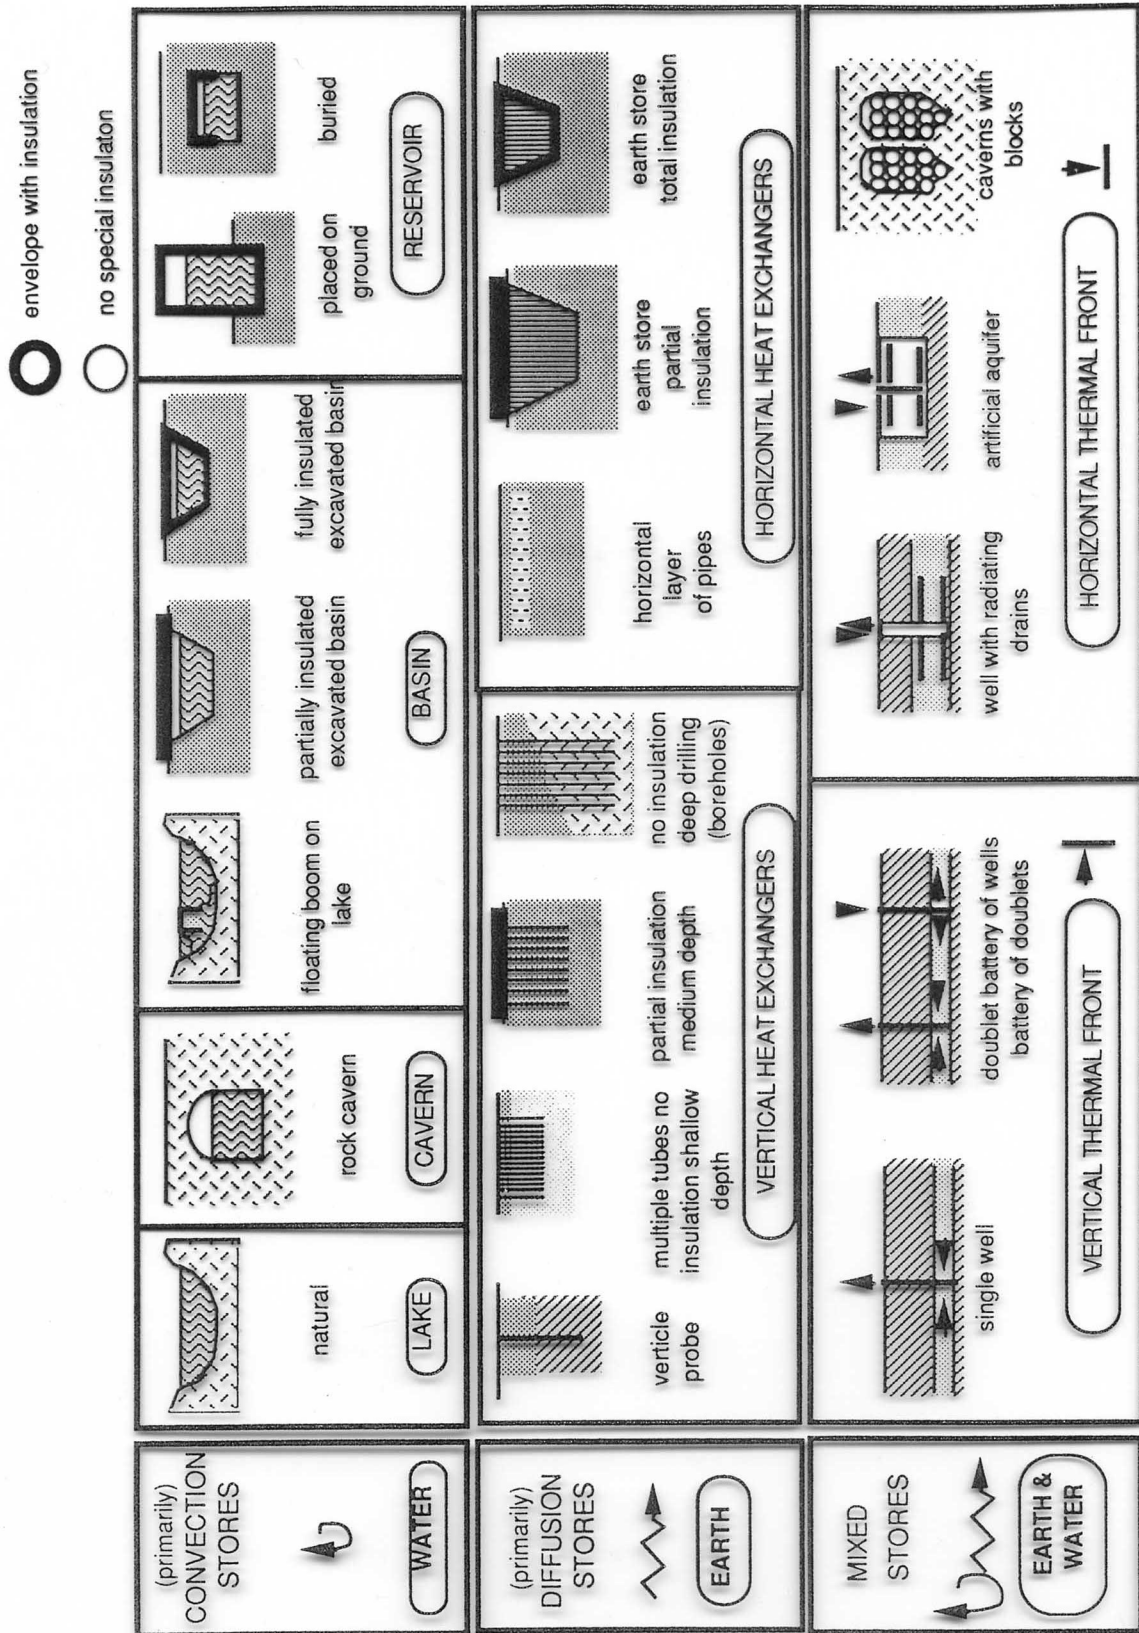 envelope with insulation
no special insulaton
(primarily)
CONVECTION
STORES
WATER
natural
LAKE
rock cavern
CAVERN
floating boom on
lake
partially insulated
excavated basin
fully insulated
excavated basin
BASIN
placed on
ground
buried
RESERVOIR
(primarily)
DIFFUSION
STORES
EARTH
verticle
probe
multiple tubes no
insulation shallow
depth
partial insulation
medium depth
no insulation
deep drilling
(boreholes)
VERTICAL HEAT EXCHANGERS
horizontal
layer
of pipes
earth store
partial
insulation
earth store
total insulation
HORIZONTAL HEAT EXCHANGERS
MIXED
STORES
EARTH &
WATER
single well
doublet battery of wells
battery of doublets
VERTICAL THERMAL FRONT
well with radiating
drains
artificial aquifer
caverns with
blocks
HORIZONTAL THERMAL FRONT